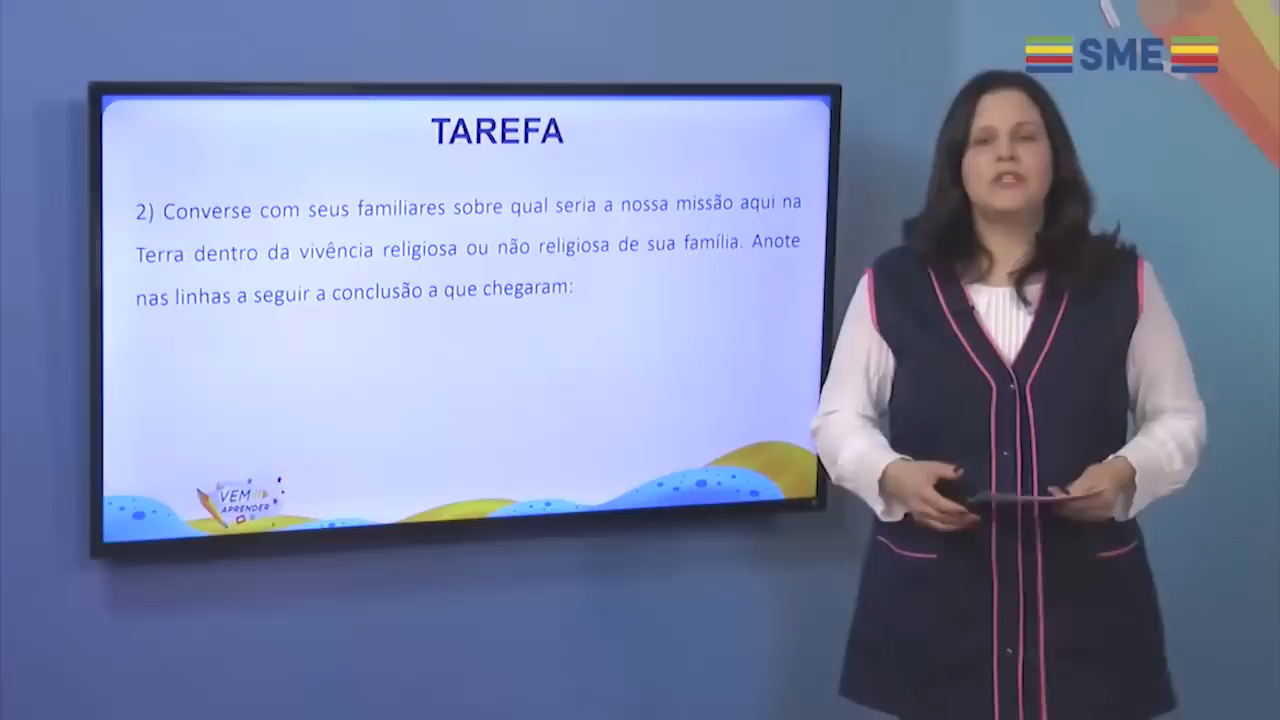 SME
TAREFA
2) Converse com seus familiares sobre qual seria a nossa missão aqui na
Terra dentro da vivência religiosa ou não religiosa de sua família. Anote
nas linhas a seguir a conclusão a que chegaram:
VEM
APRENDER